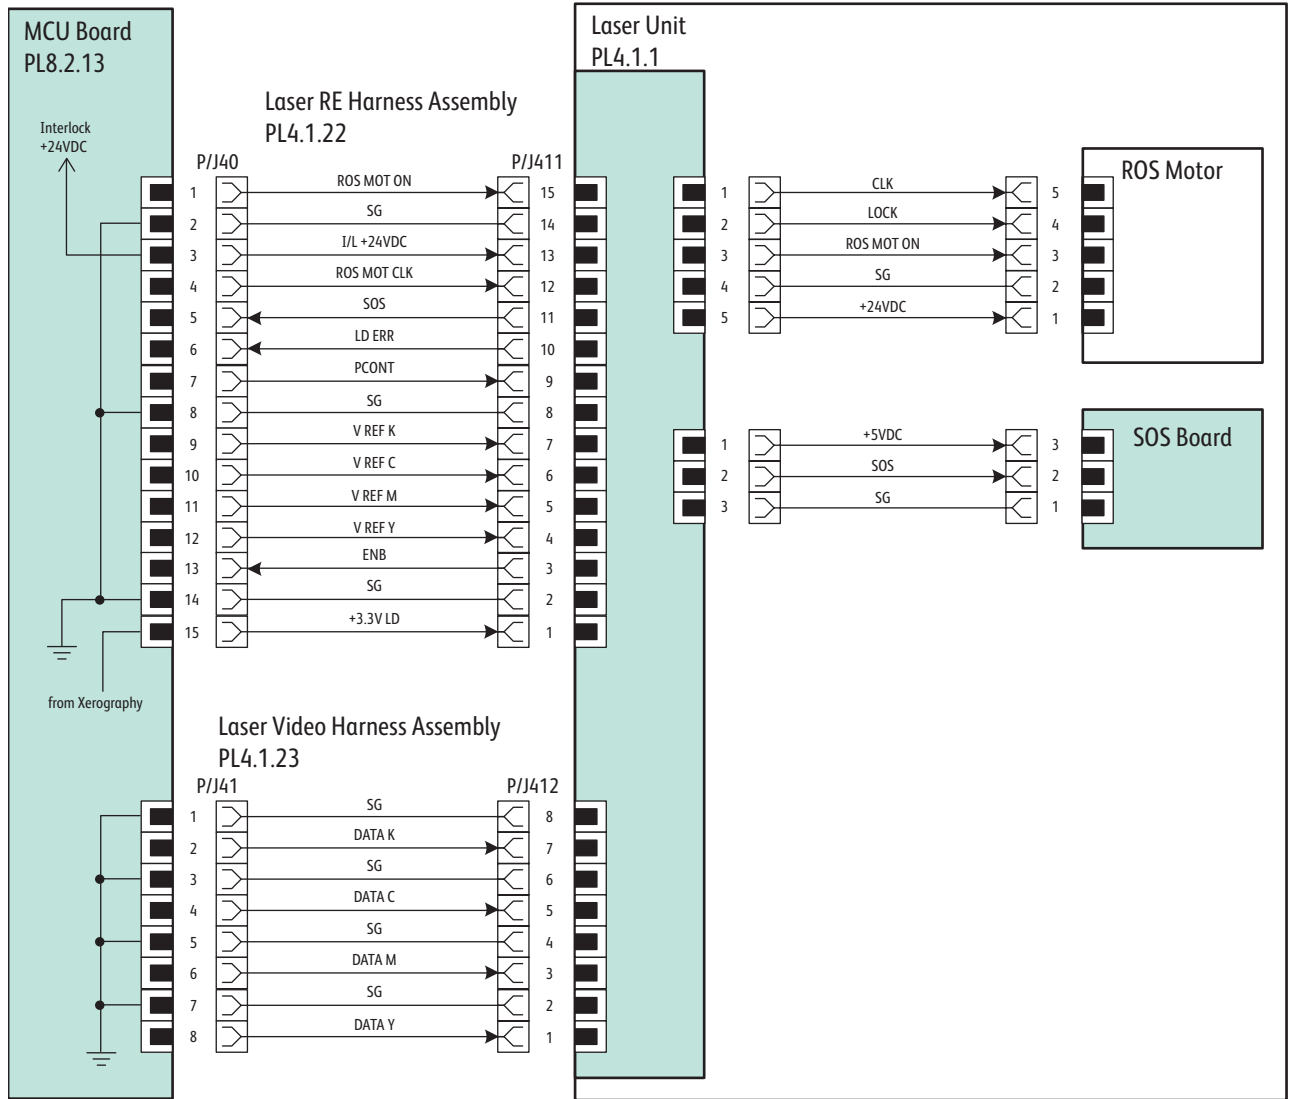 MCU Board
PL8.2.13
Interlock
+24VDC
from Xerography
Laser RE Harness Assembly
PL4.1.22
P/J40 P/J411
1 ROS MOT ON 15
2 SG 14
3 I/L +24VDC 13
4 ROS MOT CLK 12
5 SOS 11
6 LD ERR 10
7 PCONT 9
8 SG 8
9 V REF K 7
10 V REF C 6
11 V REF M 5
12 V REF Y 4
13 ENB 3
14 SG 2
15 +3.3V LD 1
Laser Video Harness Assembly
PL4.1.23
P/J41 P/J412
1 SG 8
2 DATA K 7
3 SG 6
4 DATA C 5
5 SG 4
6 DATA M 3
7 SG 2
8 DATA Y 1
Laser Unit
PL4.1.1
1 CLK 5
2 LOCK 4
3 ROS MOT ON 3
4 SG 2
5 +24VDC 1
ROS Motor
1 +5VDC 3
2 SOS 2
3 SG 1
SOS Board